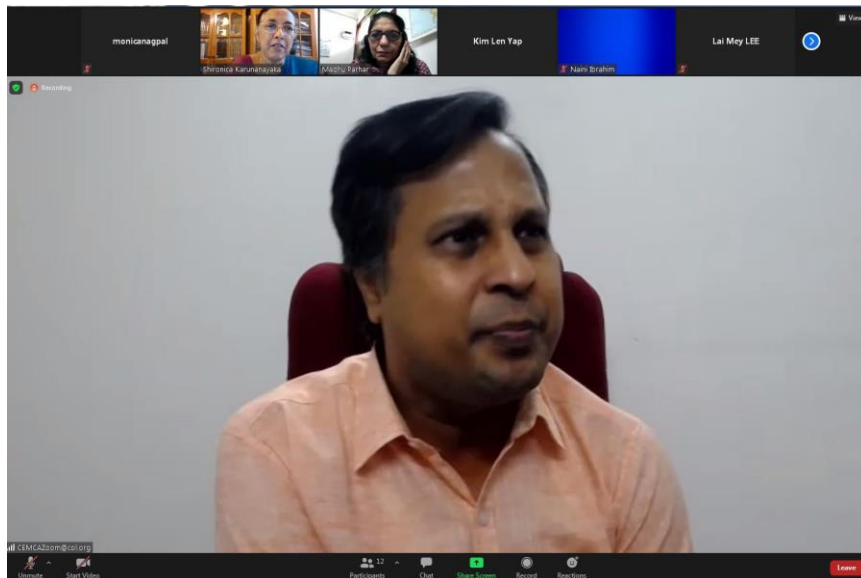 monicanagpal
Shironica Karunanayaka
Madhu Parhar
Kim Len Yap
Naini Ibrahim
Lai Mey LEE
View
Recording
CEMCAZoom@col.org
Unmute
Start Video
Participants
12
Chat
Share Screen
Record
Reactions
Leave